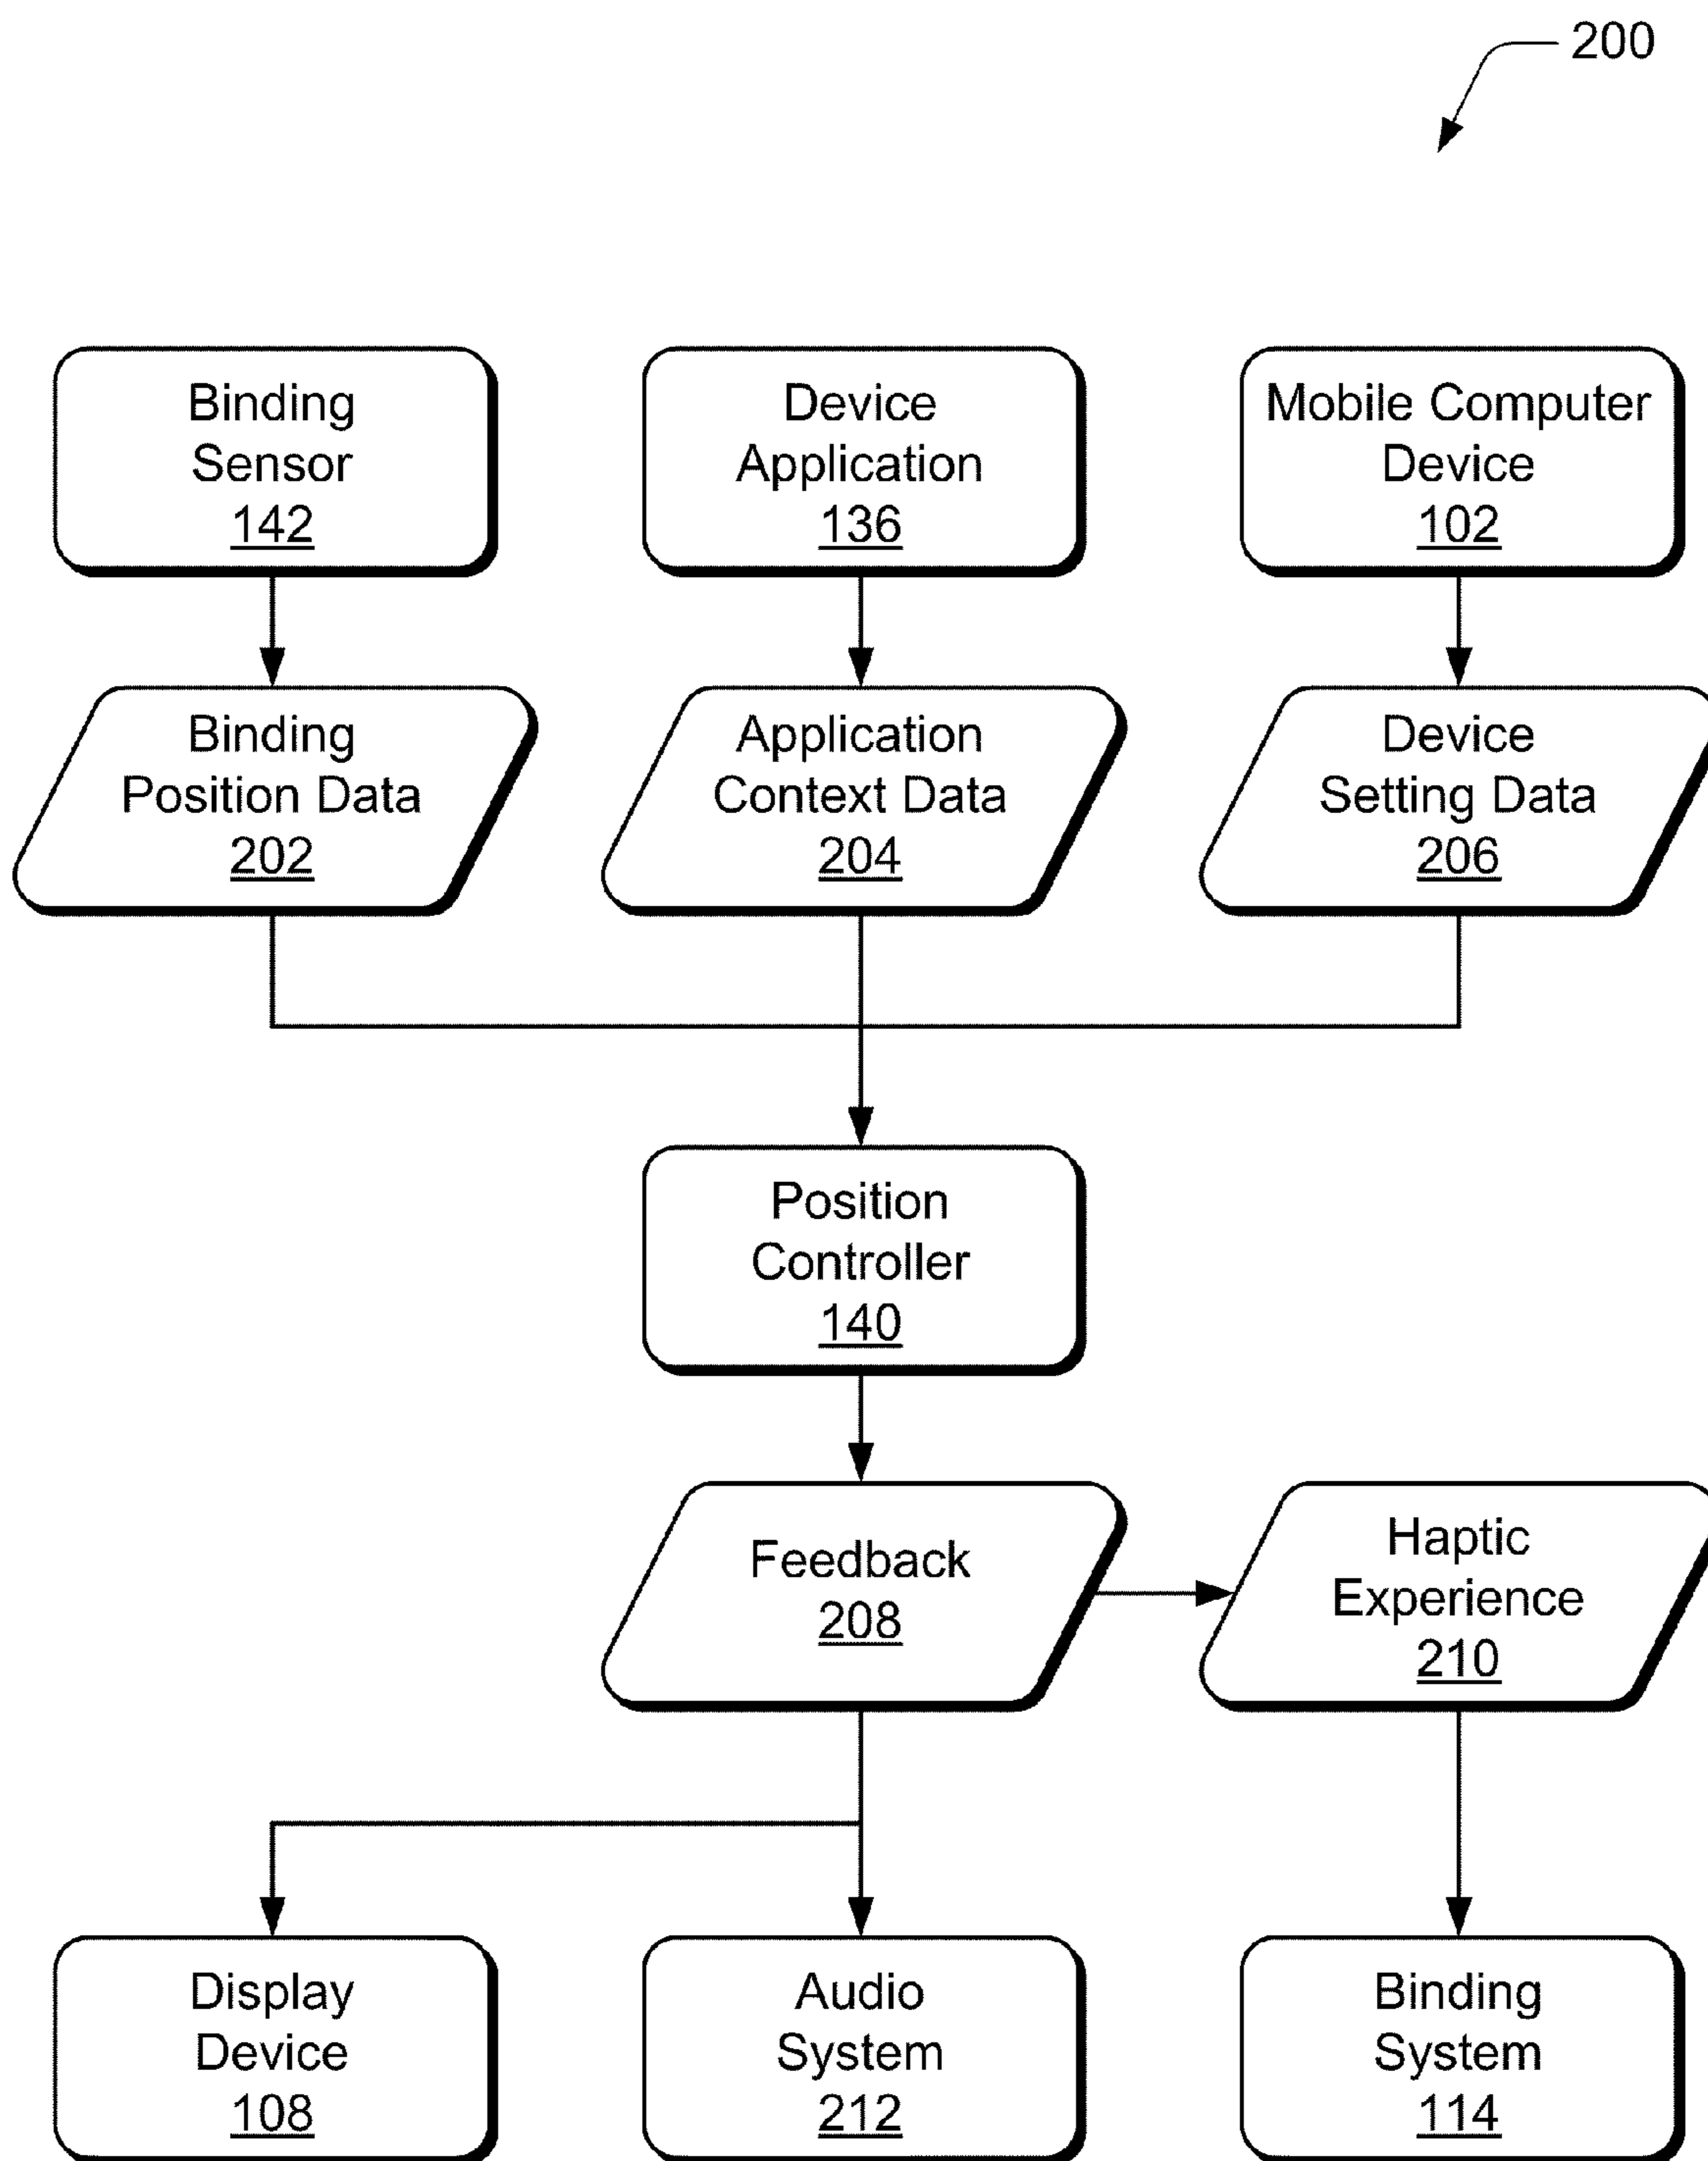 200
Binding
Sensor
142
Device
Application
136
Mobile Computer
Device
102
Binding
Position Data
202
Application
Context Data
204
Device
Setting Data
206
Position
Controller
140
Feedback
208
Haptic
Experience
210
Display
Device
108
Audio
System
212
Binding
System
114